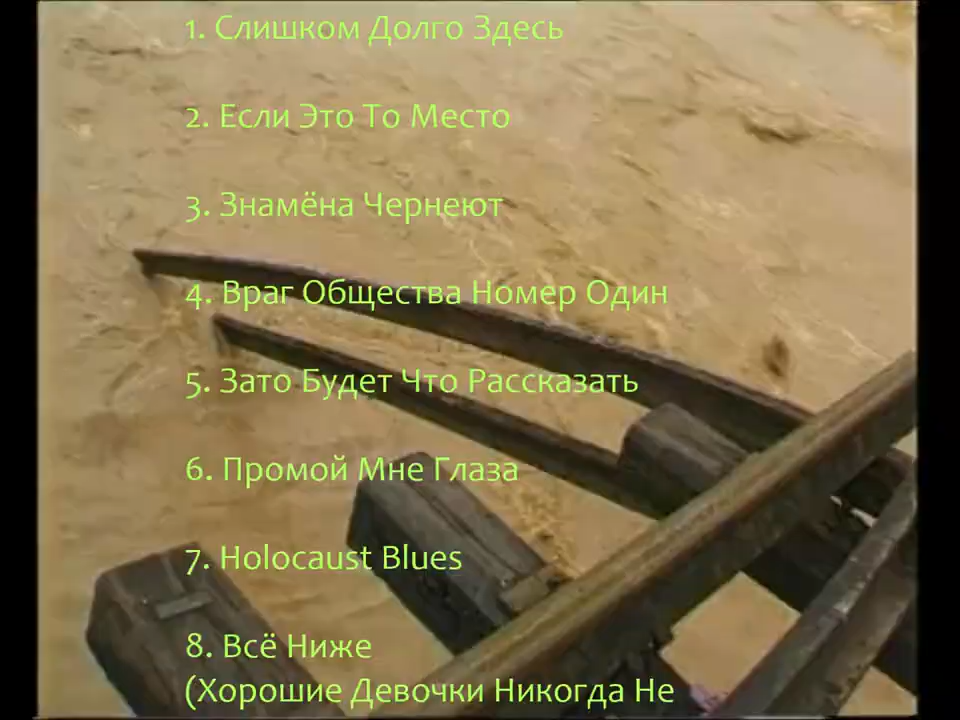 1. Слишком Долго Здесь
2. Если Это То Место
3. Знамёна Чернеют
4. Враг Общества Номер Один
5. Зато Будет Что Рассказать
6. Промой Мне Глаза
7. Holocaust Blues
8. Всё Ниже
(Хорошие Девочки Никогда Не